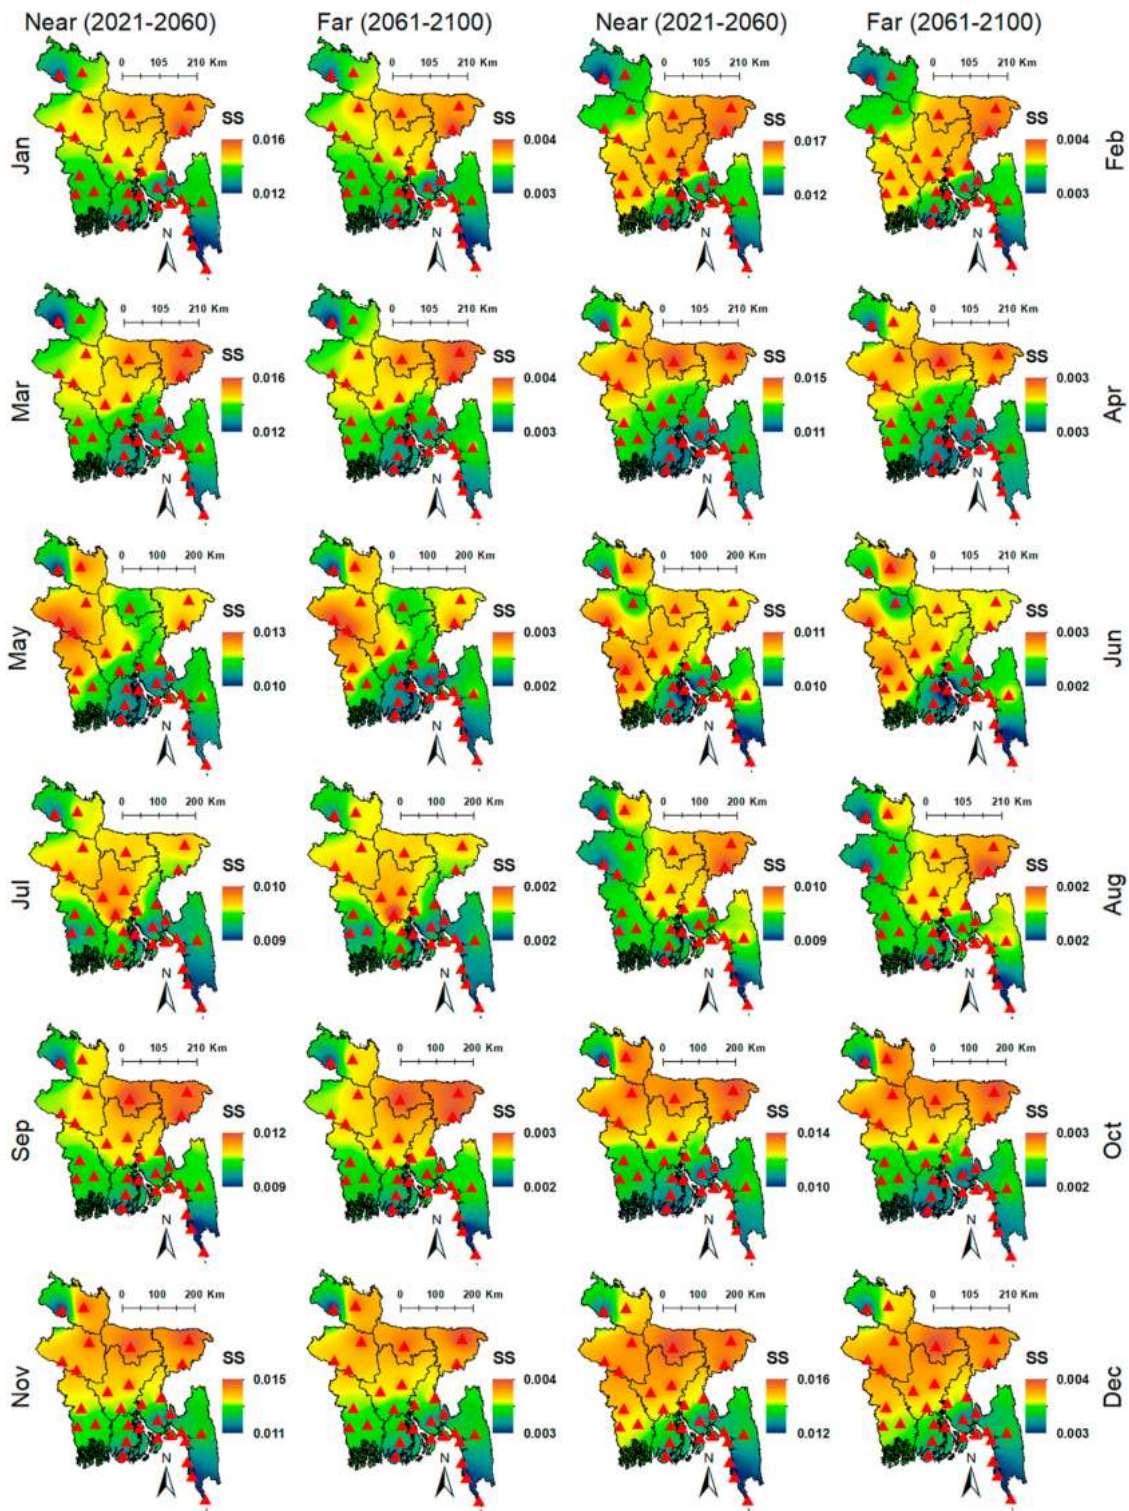 Near (2021-2060) Far (2061-2100) Near (2021-2060) Far (2061-2100)
0 105 210 Km 0 105 210 Km 0 105 210 Km 0 105 210 Km
Jan SS 0.016 0.012 SS 0.004 0.003 SS 0.017 0.012 SS 0.004 0.003 Feb
N N N N
0 105 210 Km 0 105 210 Km 0 105 210 Km 0 105 210 Km
Mar SS 0.016 0.012 SS 0.004 0.003 SS 0.015 0.011 SS 0.003 0.003 Apr
N N N N
0 100 200 Km 0 100 200 Km 0 100 200 Km 0 105 210 Km
May SS 0.013 0.010 SS 0.003 0.002 SS 0.011 0.010 SS 0.003 0.002 Jun
N N N N
0 100 200 Km 0 100 200 Km 0 100 200 Km 0 105 210 Km
Jul SS 0.010 0.009 SS 0.002 0.002 SS 0.010 0.009 SS 0.002 0.002 Aug
N N N N
0 105 210 Km 0 100 200 Km 0 100 200 Km 0 100 200 Km
Sep SS 0.012 0.009 SS 0.003 0.002 SS 0.014 0.010 SS 0.003 0.002 Oct
N N N N
0 100 200 Km 0 100 200 Km 0 100 200 Km 0 105 210 Km
Nov SS 0.015 0.011 SS 0.004 0.003 SS 0.016 0.012 SS 0.004 0.003 Dec
N N N N